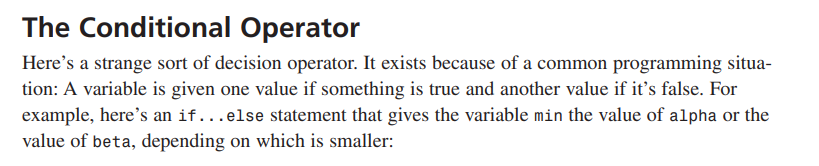 The Conditional Operator
Here’s a strange sort of decision operator. It exists because of a common programming situa-
tion: A variable is given one value if something is true and another value if it’s false. For
example, here’s an if...else statement that gives the variable min the value of alpha or the
value of beta, depending on which is smaller: